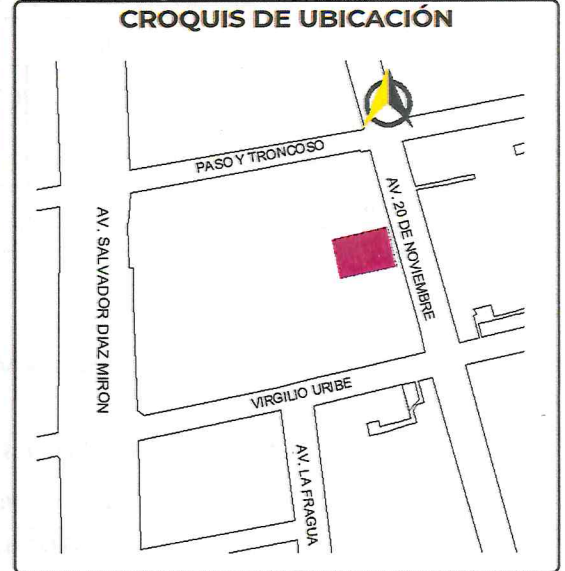 CROQUIS DE UBICACIÓN
PASO Y TRONCOSO
AV. 20 DE NOVIEMBRE
AV. SALVADOR DIAZ MIRON
VIRGILIO URIBE
AV. LA FRAGUA